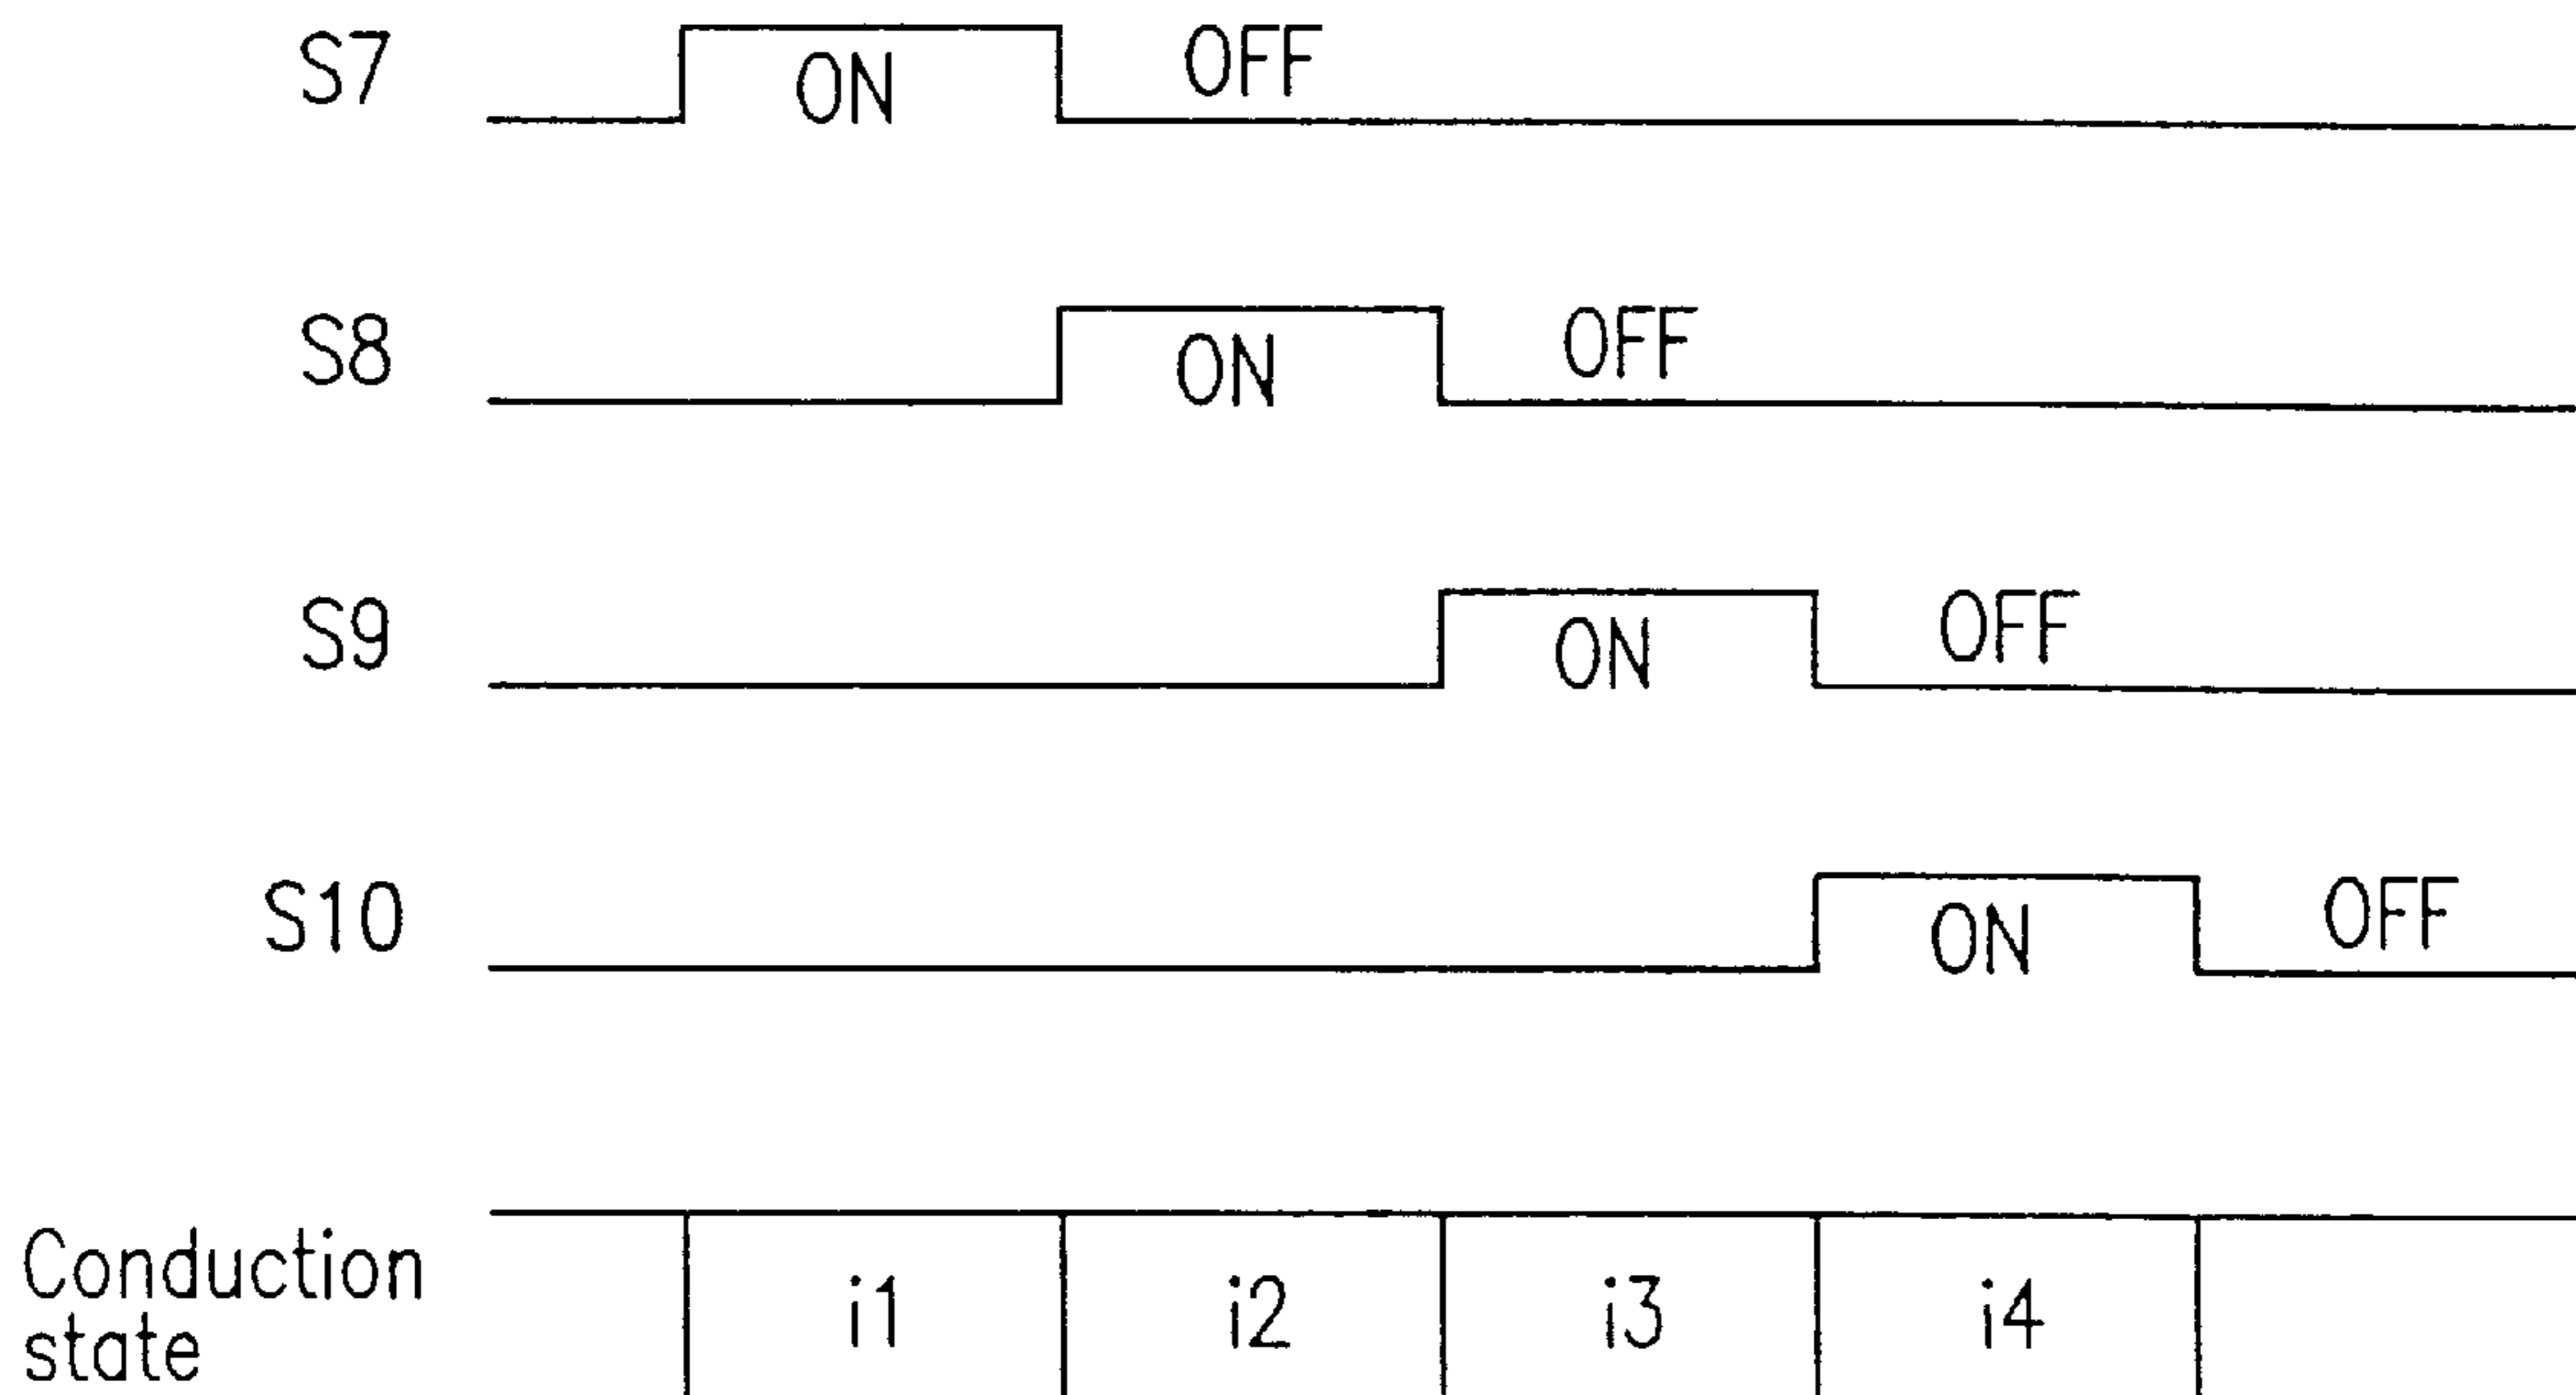 S7 ON OFF
S8 ON OFF
S9 ON OFF
S10 ON OFF
Conduction
state
i1 i2 i3 i4